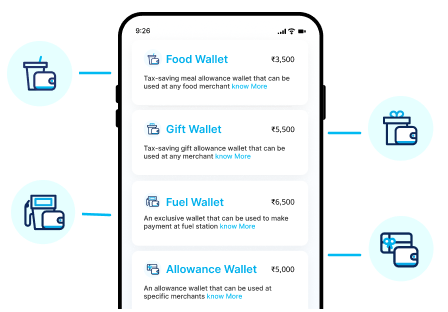 9:26
Food Wallet ₹3,500
Tax-saving meal allowance wallet that can be
used at any food merchant know More
Gift Wallet ₹5,500
Tax-saving gift allowance wallet that can be
used at any merchant know More
Fuel Wallet ₹6,500
An exclusive wallet that can be used to make
payment at fuel station know More
Allowance Wallet ₹5,000
An allowance wallet that can be used at
specific merchants know More